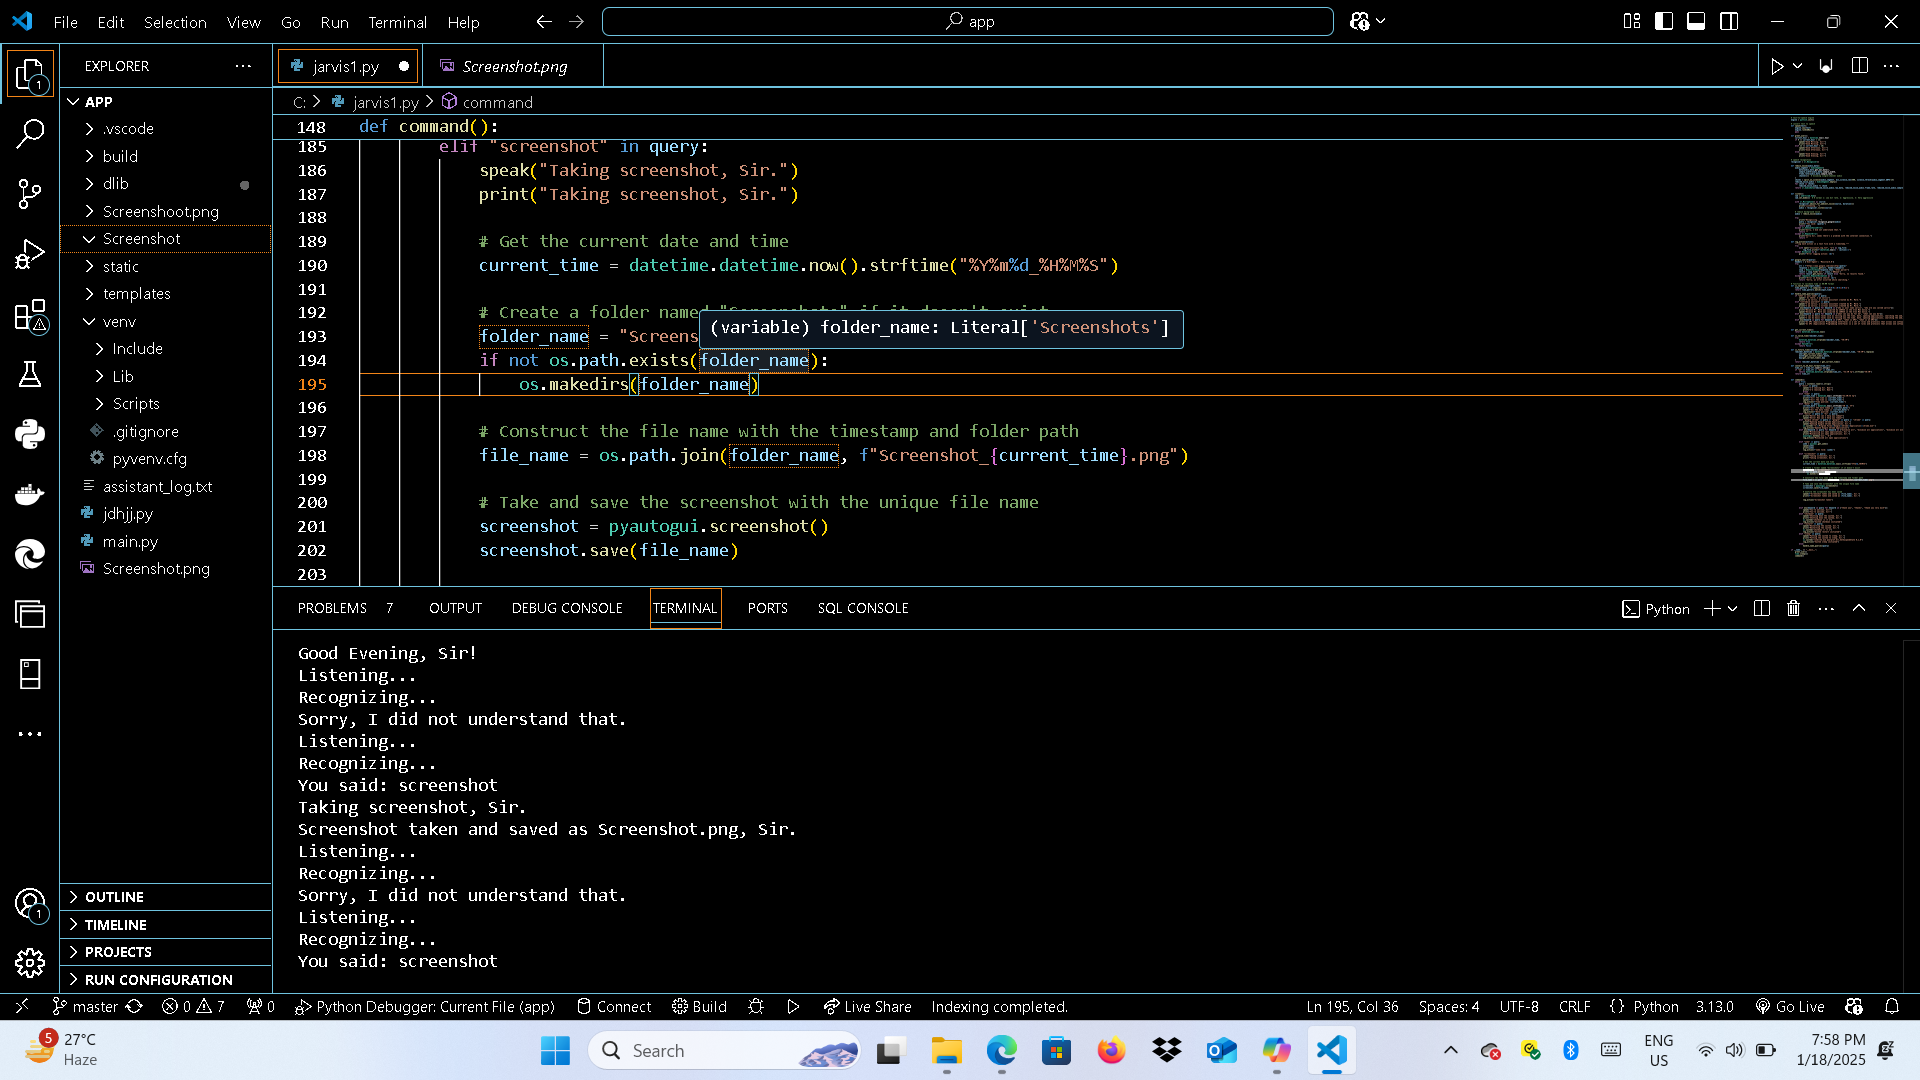 File Edit Selection View Go Run Terminal Help
app
EXPLORER
jarvis1.py
Screenshot.png
1
APP
.vscode
build
dlib
Screenshoot.png
Screenshot
static
templates
venv
Include
Lib
Scripts
.gitignore
pyvenv.cfg
assistant_log.txt
jdhjj.py
main.py
Screenshot.png
OUTLINE
TIMELINE
PROJECTS
RUN CONFIGURATION
1
C: > jarvis1.py > command
148 def command():
185 elif "screenshot" in query:
186 speak("Taking screenshot, Sir.")
187 print("Taking screenshot, Sir.")
188
189 # Get the current date and time
190 current_time = datetime.datetime.now().strftime("%Y%m%d_%H%M%S")
191
192 # Create a folder named "Screenshots" if it doesn't exist
(variable) folder_name: Literal['Screenshots']
193 folder_name = "Screens
194 if not os.path.exists(folder_name):
195 os.makedirs(folder_name)
196
197 # Construct the file name with the timestamp and folder path
198 file_name = os.path.join(folder_name, f"Screenshot_{current_time}.png")
199
200 # Take and save the screenshot with the unique file name
201 screenshot = pyautogui.screenshot()
202 screenshot.save(file_name)
203
PROBLEMS 7 OUTPUT DEBUG CONSOLE TERMINAL PORTS SQL CONSOLE
Python
Good Evening, Sir!
Listening...
Recognizing...
Sorry, I did not understand that.
Listening...
Recognizing...
You said: screenshot
Taking screenshot, Sir.
Screenshot taken and saved as Screenshot.png, Sir.
Listening...
Recognizing...
Sorry, I did not understand that.
Listening...
Recognizing...
You said: screenshot
master 0 7 0 Python Debugger: Current File (app) Connect Build Live Share Indexing completed.
Ln 195, Col 36 Spaces: 4 UTF-8 CRLF {} Python 3.13.0 Go Live
5
27°C
Haze
Search
ENG
US
7:58 PM
1/18/2025